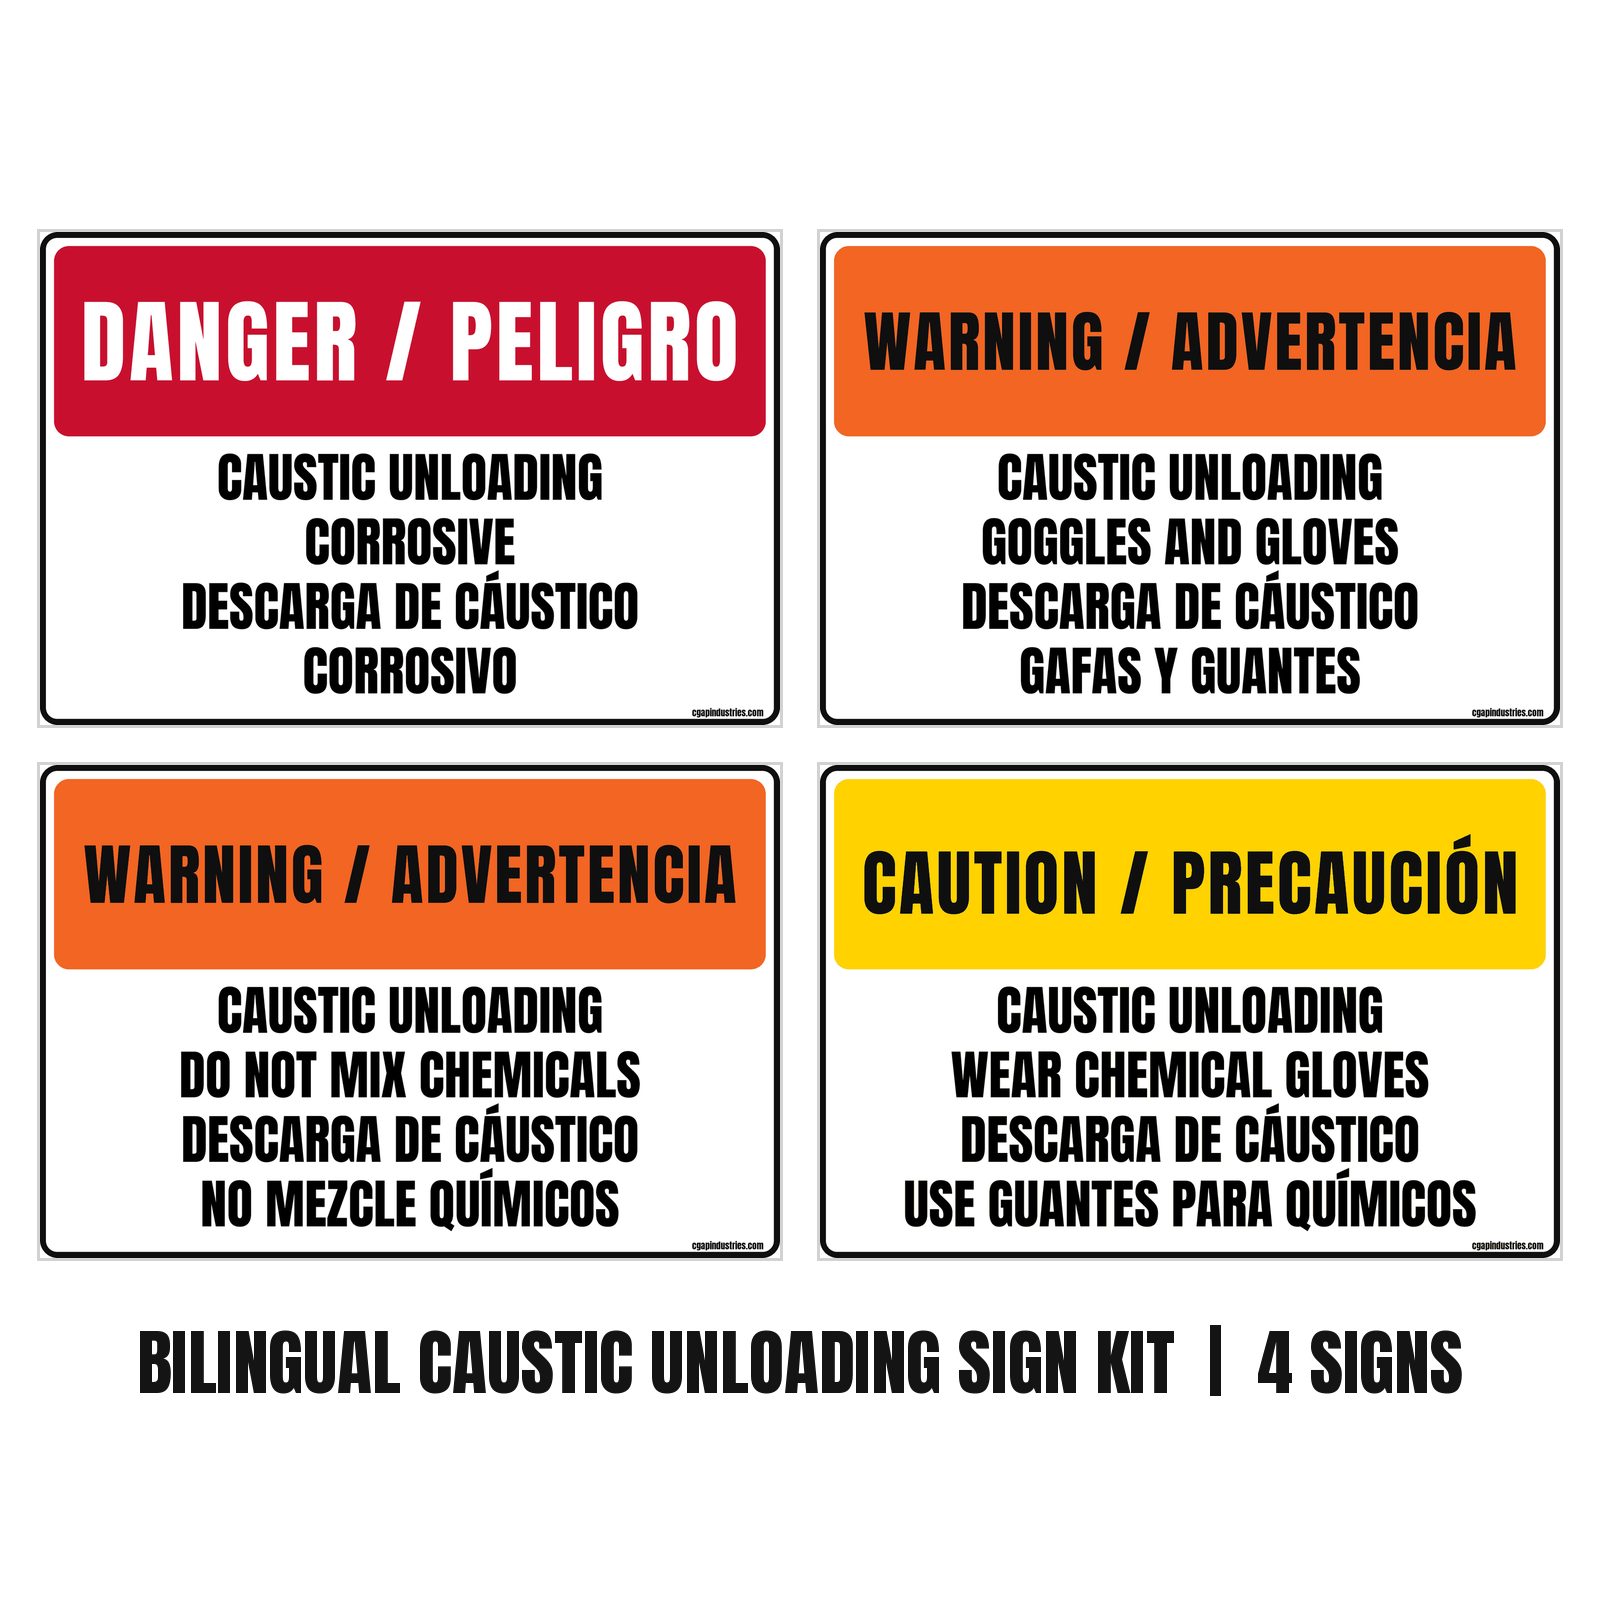 DANGER / PELIGRO
CAUSTIC UNLOADING
CORROSIVE
DESCARGA DE CÁUSTICO
CORROSIVO
cgapindustries.com
WARNING / ADVERTENCIA
CAUSTIC UNLOADING
GOGGLES AND GLOVES
DESCARGA DE CÁUSTICO
GAFAS Y GUANTES
cgapindustries.com
WARNING / ADVERTENCIA
CAUSTIC UNLOADING
DO NOT MIX CHEMICALS
DESCARGA DE CÁUSTICO
NO MEZCLE QUÍMICOS
cgapindustries.com
CAUTION / PRECAUCIÓN
CAUSTIC UNLOADING
WEAR CHEMICAL GLOVES
DESCARGA DE CÁUSTICO
USE GUANTES PARA QUÍMICOS
cgapindustries.com
BILINGUAL CAUSTIC UNLOADING SIGN KIT | 4 SIGNS